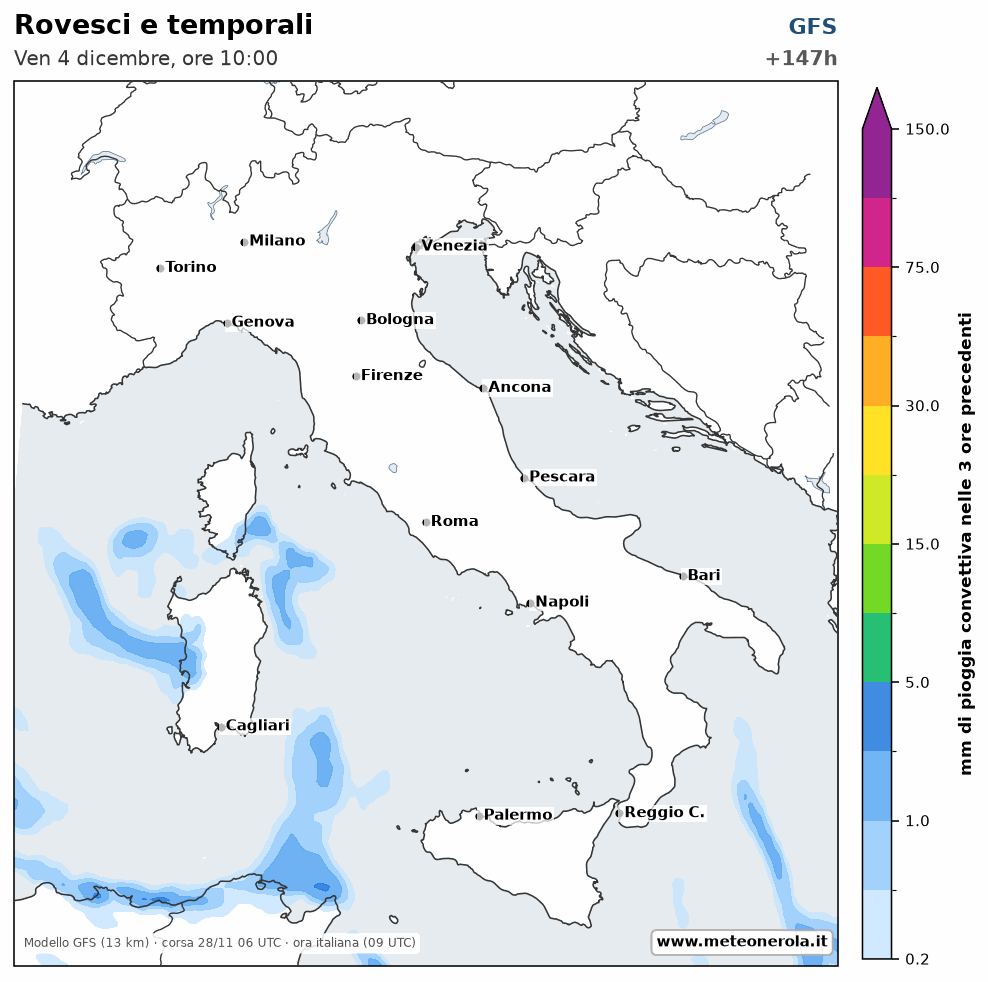 Rovesci e temporali
GFS
Ven 4 dicembre, ore 10:00
+147h
150.0
75.0
30.0
15.0
5.0
1.0
0.2
mm di pioggia convettiva nelle 3 ore precedenti
Milano
Venezia
Torino
Genova
Bologna
Firenze
Ancona
Pescara
Roma
Bari
Napoli
Cagliari
Palermo
Reggio C.
Modello GFS (13 km) · corsa 28/11 06 UTC · ora italiana (09 UTC)
www.meteonerola.it